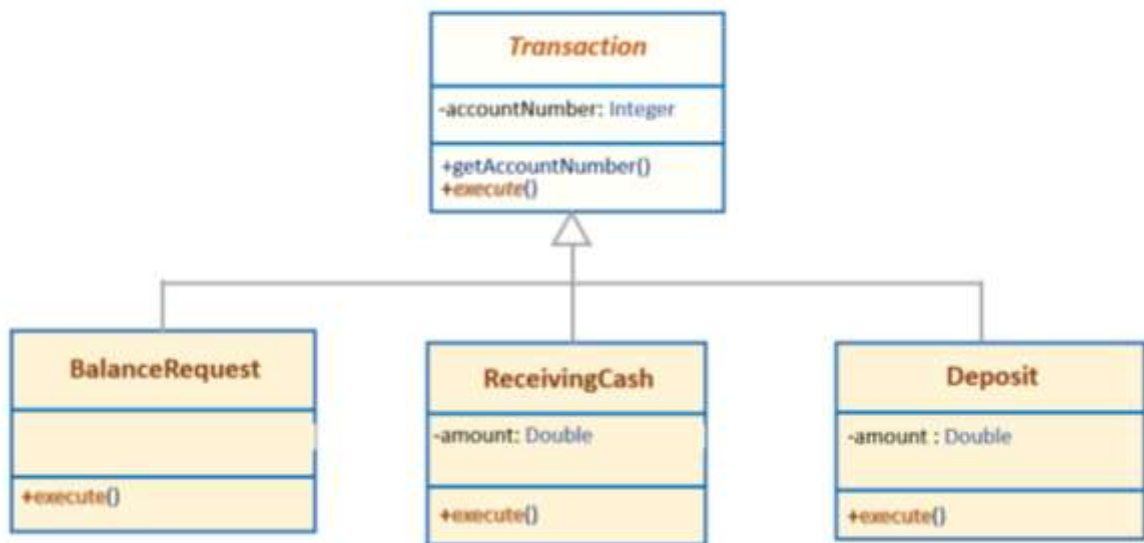 Transaction
-accountNumber: Integer
+getAccountNumber()
+execute()
BalanceRequest
+execute()
ReceivingCash
-amount: Double
+execute()
Deposit
-amount : Double
+execute()